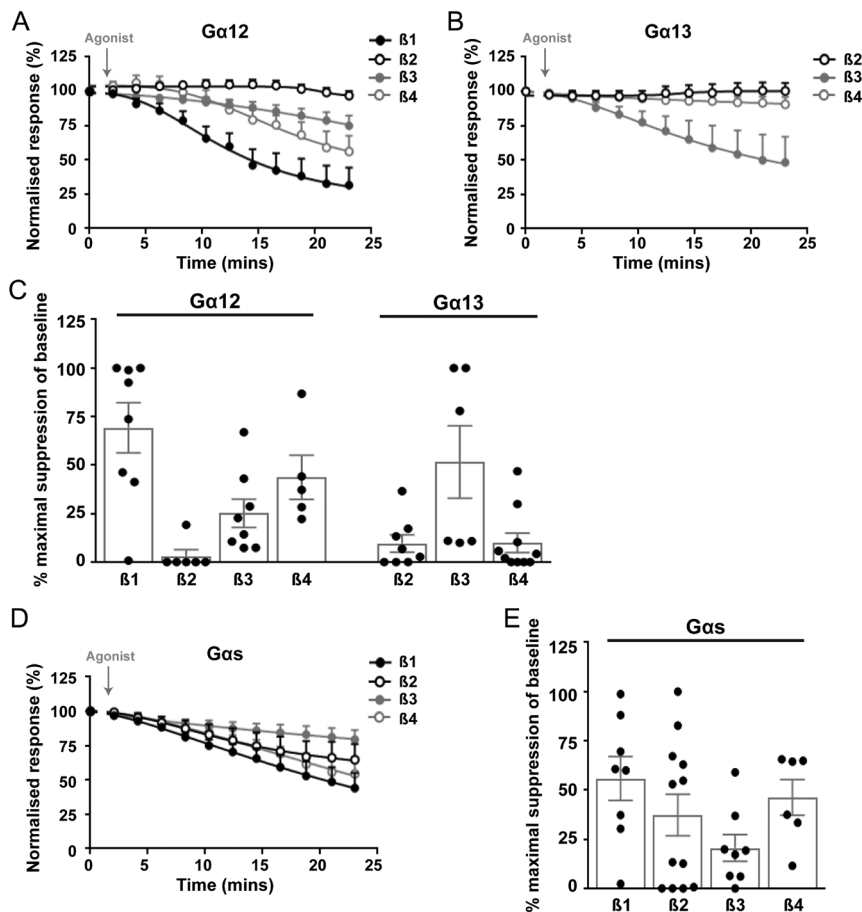 A
Gα12
Agonist
Normalised response (%)
125
100
75
50
25
0
0 5 10 15 20 25
Time (mins)
ß1
ß2
ß3
ß4
B
Gα13
Agonist
Normalised response (%)
125
100
75
50
25
0
0 5 10 15 20 25
Time (mins)
ß2
ß3
ß4
C
Gα12 Gα13
% maximal suppression of baseline
125
100
75
50
25
0
ß1 ß2 ß3 ß4 ß2 ß3 ß4
D
Gαs
Agonist
Normalised response (%)
125
100
75
50
25
0
0 5 10 15 20 25
Time (mins)
ß1
ß2
ß3
ß4
E
Gαs
% maximal suppression of baseline
125
100
75
50
25
0
ß1 ß2 ß3 ß4